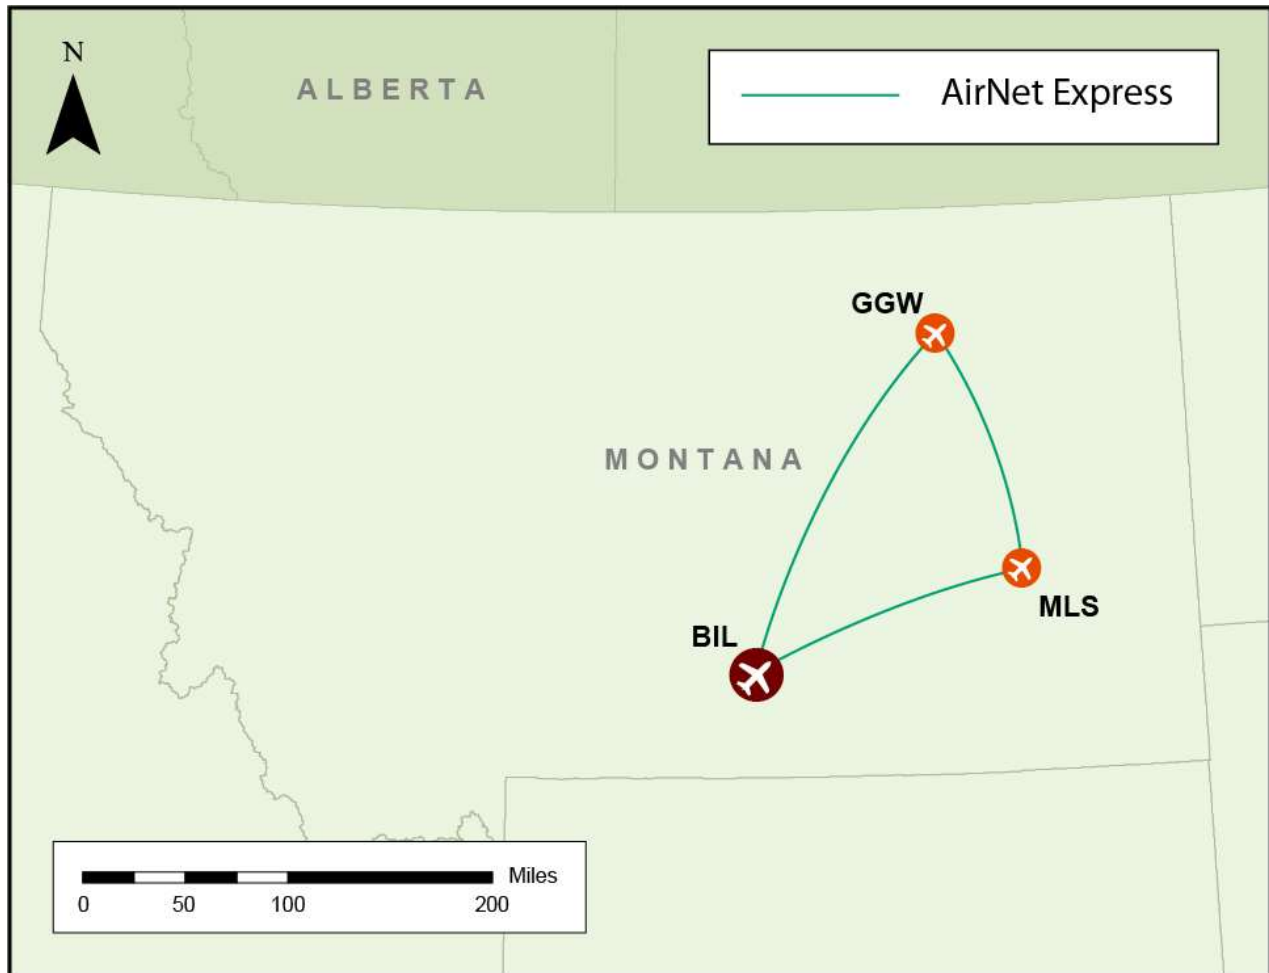 N
ALBERTA
AirNet Express
GGW
MONTANA
MLS
BIL
Miles
0 50 100 200